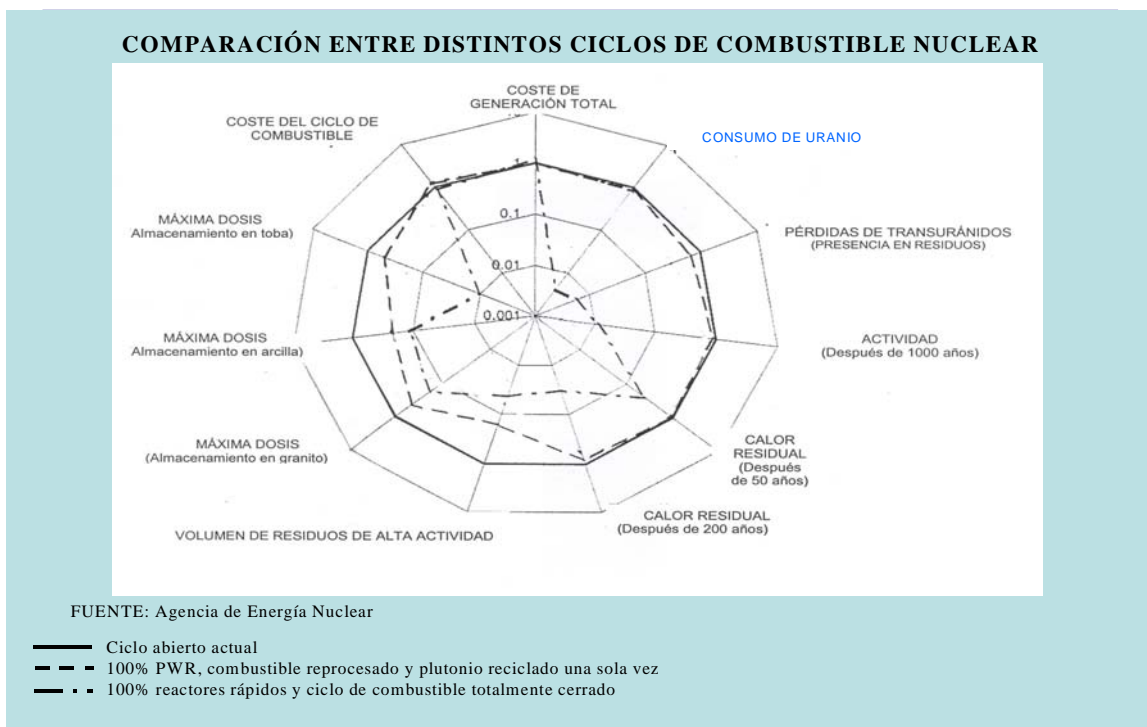 COMPARACIÓN ENTRE DISTINTOS CICLOS DE COMBUSTIBLE NUCLEAR
COSTE DE
GENERACIÓN TOTAL
CONSUMO DE URANIO
PÉRDIDAS DE TRANSURÁNIDOS
(PRESENCIA EN RESIDUOS)
ACTIVIDAD
(Después de 1000 años)
CALOR
RESIDUAL
(Después
de 50 años)
CALOR RESIDUAL
(Después de 200 años)
VOLUMEN DE RESIDUOS DE ALTA ACTIVIDAD
MÁXIMA DOSIS
(Almacenamiento en granito)
MÁXIMA DOSIS
Almacenamiento en arcilla)
MÁXIMA DOSIS
Almacenamiento en toba)
COSTE DEL CICLO DE
COMBUSTIBLE
1
0.1
0.01
0.001
FUENTE: Agencia de Energía Nuclear
Ciclo abierto actual
100% PWR, combustible reprocesado y plutonio reciclado una sola vez
100% reactores rápidos y ciclo de combustible totalmente cerrado